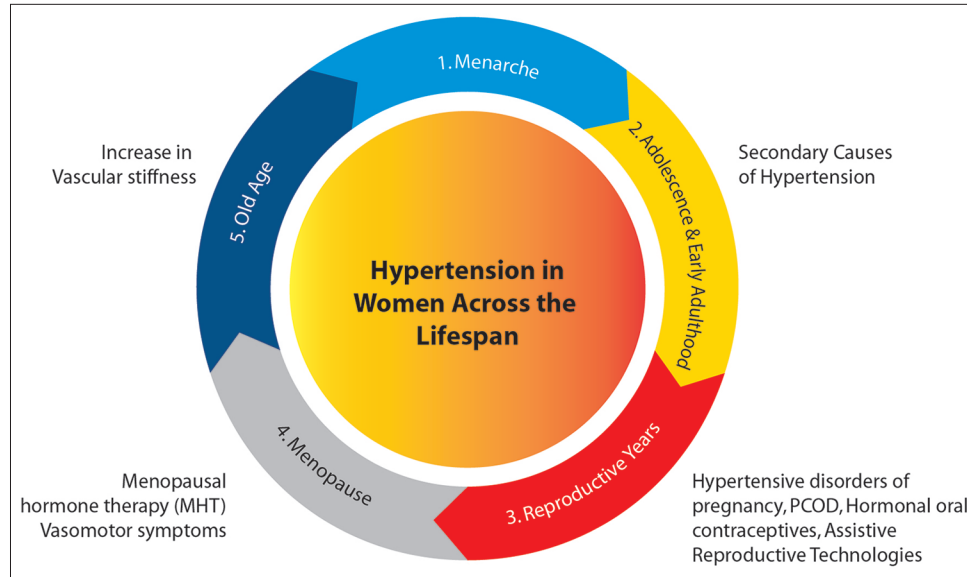 1. Menarche
2. Adolescence & Early Adulthood
Secondary Causes
of Hypertension
3. Reproductive Years
Hypertensive disorders of
pregnancy, PCOD, Hormonal oral
contraceptives, Assistive
Reproductive Technologies
4. Menopause
Menopausal
hormone therapy (MHT)
Vasomotor symptoms
5. Old Age
Increase in
Vascular stiffness
Hypertension in
Women Across the
Lifespan